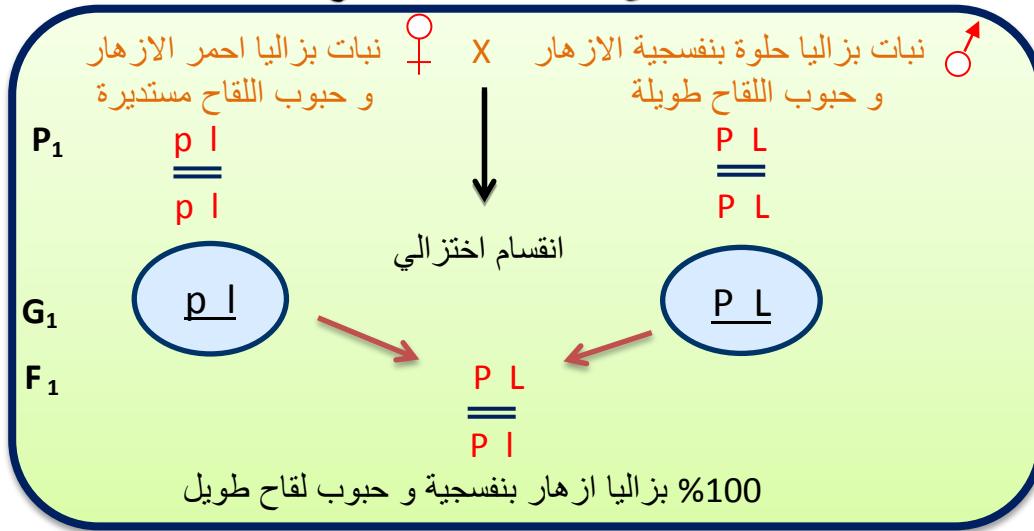 نبات بزاليا حلوة بنفسجية الازهار ♂ X ♀ نبات بزاليا احمر الازهار
و حبوب اللقاح طويلة و حبوب اللقاح مستديرة
P₁ p l P L
p l P L
انقسام اختزالي
G₁ p l P L
F₁ P L
P l
%100 بزاليا ازهار بنفسجية و حبوب لقاح طويل